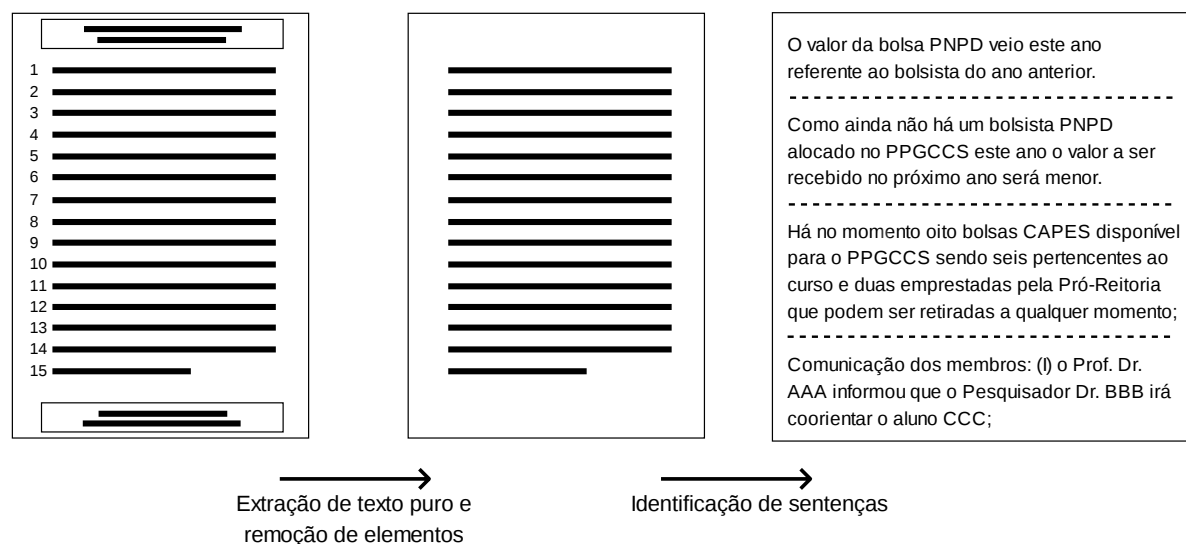 1
2
3
4
5
6
7
8
9
10
11
12
13
14
15
O valor da bolsa PNPD veio este ano
referente ao bolsista do ano anterior.
Como ainda não há um bolsista PNPD
alocado no PPGCCS este ano o valor a ser
recebido no próximo ano será menor.
Há no momento oito bolsas CAPES disponível
para o PPGCCS sendo seis pertencentes ao
curso e duas emprestadas pela Pró-Reitoria
que podem ser retiradas a qualquer momento;
Comunicação dos membros: (I) o Prof. Dr.
AAA informou que o Pesquisador Dr. BBB irá
coorientar o aluno CCC;
Extração de texto puro e
remoção de elementos
Identificação de sentenças